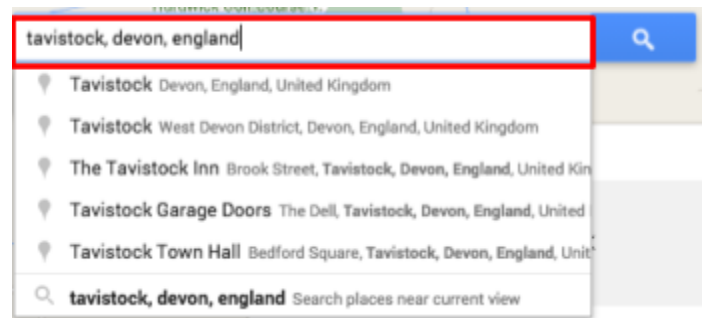 tavistock, devon, england
Tavistock Devon, England, United Kingdom
Tavistock West Devon District, Devon, England, United Kingdom
The Tavistock Inn Brook Street, Tavistock, Devon, England, United Kin
Tavistock Garage Doors The Dell, Tavistock, Devon, England, United
Tavistock Town Hall Bedford Square, Tavistock, Devon, England, Unit
tavistock, devon, england Search places near current view